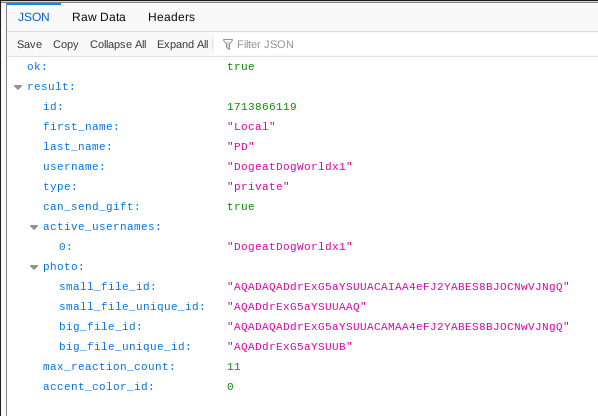 JSON Raw Data Headers
Save Copy Collapse All Expand All Filter JSON
ok: true
result:
id: 1713866119
first_name: "Local"
last_name: "PD"
username: "DogeatDogWorldx1"
type: "private"
can_send_gift: true
active_usernames:
0: "DogeatDogWorldx1"
photo:
small_file_id: "AQADAQADdrExG5aYSUUACAIAA4eFJ2YABES8BJOCNwVJNgQ"
small_file_unique_id: "AQADdrExG5aYSUUAAQ"
big_file_id: "AQADAQADdrExG5aYSUUACAMAA4eFJ2YABES8BJOCNwVJNgQ"
big_file_unique_id: "AQADdrExG5aYSUUB"
max_reaction_count: 11
accent_color_id: 0